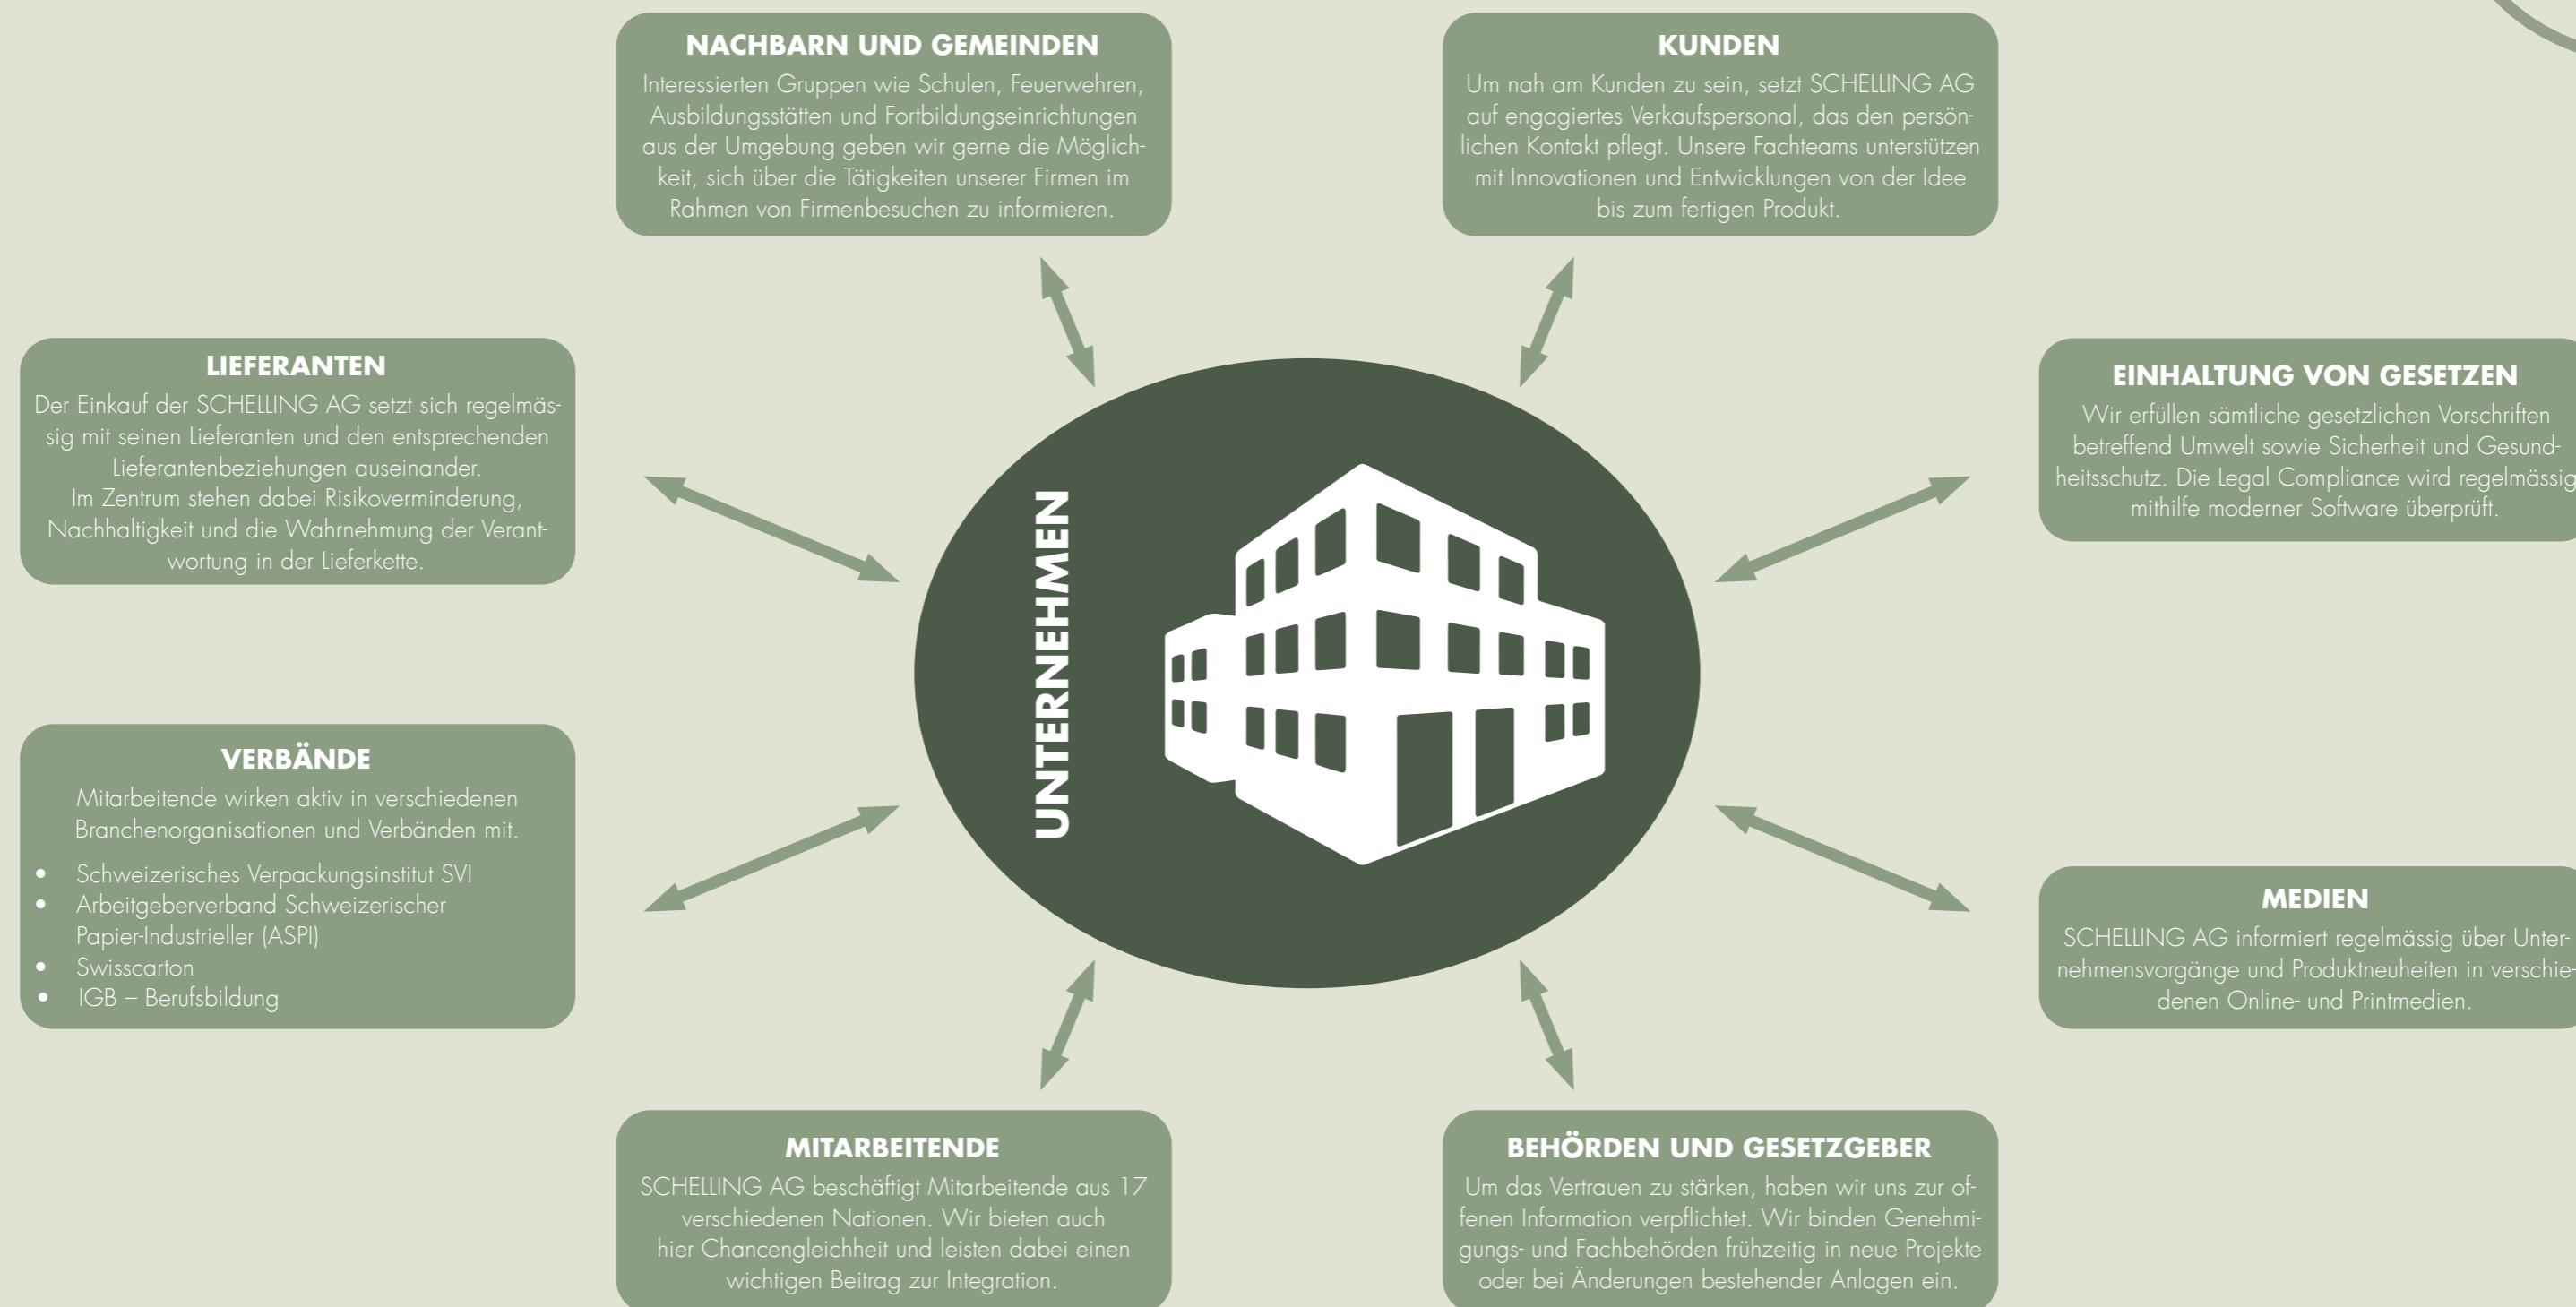 NACHBARN UND GEMEINDEN
Interessierten Gruppen wie Schulen, Feuerwehren,
Ausbildungsstätten und Fortbildungseinrichtungen
aus der Umgebung geben wir gerne die Möglich-
keit, sich über die Tätigkeiten unserer Firmen im
Rahmen von Firmenbesuchen zu informieren.
KUNDEN
Um nah am Kunden zu sein, setzt SCHELLING AG
auf engagiertes Verkaufspersonal, das den persön-
lichen Kontakt pflegt. Unsere Fachteams unterstützen
mit Innovationen und Entwicklungen von der Idee
bis zum fertigen Produkt.
LIEFERANTEN
Der Einkauf der SCHELLING AG setzt sich regelmäs-
sig mit seinen Lieferanten und den entsprechenden
Lieferantenbeziehungen auseinander.
Im Zentrum stehen dabei Risikoverminderung,
Nachhaltigkeit und die Wahrnehmung der Verant-
wortung in der Lieferkette.
EINHALTUNG VON GESETZEN
Wir erfüllen sämtliche gesetzlichen Vorschriften
betreffend Umwelt sowie Sicherheit und Gesund-
heitsschutz. Die Legal Compliance wird regelmässig
mithilfe moderner Software überprüft.
UNTERNEHMEN
VERBÄNDE
Mitarbeitende wirken aktiv in verschiedenen
Branchenorganisationen und Verbänden mit.
• Schweizerisches Verpackungsinstitut SVI
• Arbeitgeberverband Schweizerischer
Papier-Industrieller (ASPI)
• Swisscarton
• IGB – Berufsbildung
MEDIEN
SCHELLING AG informiert regelmässig über Unter-
nehmensvorgänge und Produktneuheiten in verschie-
denen Online- und Printmedien.
MITARBEITENDE
SCHELLING AG beschäftigt Mitarbeitende aus 17
verschiedenen Nationen. Wir bieten auch
hier Chancengleichheit und leisten dabei einen
wichtigen Beitrag zur Integration.
BEHÖRDEN UND GESETZGEBER
Um das Vertrauen zu stärken, haben wir uns zur of-
fenen Information verpflichtet. Wir binden Genehmi-
gungs- und Fachbehörden frühzeitig in neue Projekte
oder bei Änderungen bestehender Anlagen ein.